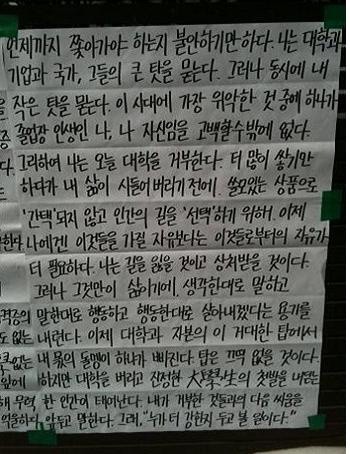 언제까지 쫓아가야 하는지 불안하기만 하다. 나는 대학과
기업과 국가, 그들의 큰 탓을 묻는다. 그러나 동시에 내
작은 탓을 묻는다. 이 시대에 가장 위악한 것 중에 하나가
졸업장 인생인 나, 나 자신임을 고백할 수밖에 없다.
그리하여 나는 오늘 대학을 거부한다. 더 많이 쌓기만
하다가 내 삶이 시들어버리기 전에. 쓸모있는 상품으로
'간택'되지 않고 인간의 길을 '선택'하기 위해. 이제
나에겐 이것들을 가질 자유보다는 이것들로부터의 자유가
더 필요하다. 나는 길을 잃을 것이고 상처받을 것이다.
그러나 그것만이 삶이기에, 생각한대로 말하고
말한대로 행동하고 행동한대로 살아내겠다는 용기를
내련다. 이제 대학과 자본의 이 거대한 탑에서
내 몫의 돌멩이 하나가 빠진다. 탑은 끄떡 없을 것이다.
하지만 대학을 버리고 진정한 大學生의 첫발을 내딛는
한 인간이 태어난다. 내가 거부한 것들과의 다음 싸움을
앞두고 말한다. 그래, "누가 더 강한지 두고 볼 일이다."